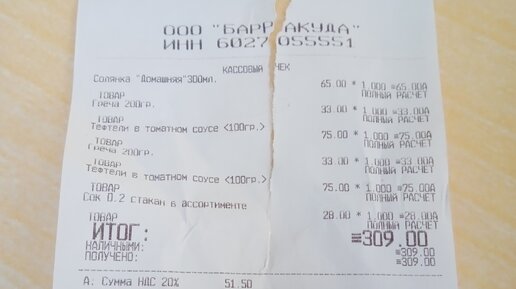 ООО "БАРРАКУДА"
ИНН 6027055551
КАССОВЫЙ ЧЕК
Солянка "Домашняя"300мл.
65.00 * 1.000 =65.00А
ТОВАР ПОЛНЫЙ РАСЧЕТ
Греча 200гр.
33.00 * 1.000 =33.00А
ТОВАР ПОЛНЫЙ РАСЧЕТ
Тефтели в томатном соусе <100гр.>
75.00 * 1.000 =75.00А
ТОВАР ПОЛНЫЙ РАСЧЕТ
Греча 200гр.
33.00 * 1.000 =33.00А
ТОВАР ПОЛНЫЙ РАСЧЕТ
Тефтели в томатном соусе <100гр.>
75.00 * 1.000 =75.00А
ТОВАР ПОЛНЫЙ РАСЧЕТ
Сок 0.2 стакан в ассортименте
28.00 * 1.000 =28.00А
ТОВАР ПОЛНЫЙ РАСЧЕТ
ИТОГ: =309.00
НАЛИЧНЫМИ: =309.00
ПОЛУЧЕНО: =309.00
А: Сумма НДС 20% 51.50